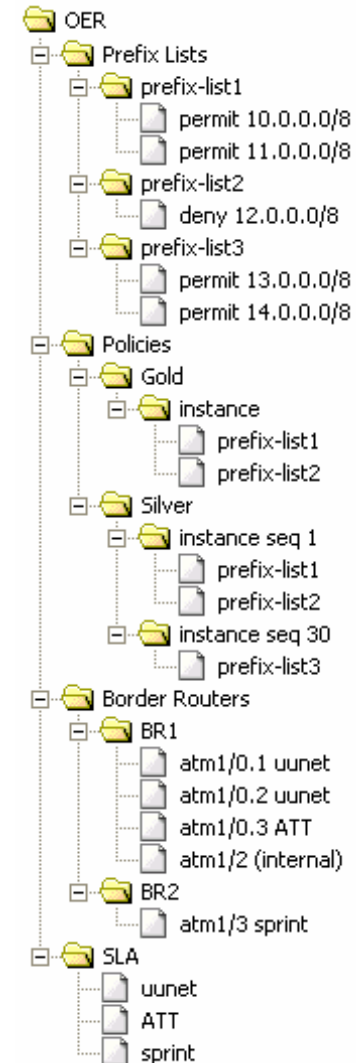 OER
Prefix Lists
prefix-list1
permit 10.0.0.0/8
permit 11.0.0.0/8
prefix-list2
deny 12.0.0.0/8
prefix-list3
permit 13.0.0.0/8
permit 14.0.0.0/8
Policies
Gold
instance
prefix-list1
prefix-list2
Silver
instance seq 1
prefix-list1
prefix-list2
instance seq 30
prefix-list3
Border Routers
BR1
atm1/0.1 uunet
atm1/0.2 uunet
atm1/0.3 ATT
atm1/2 (internal)
BR2
atm1/3 sprint
SLA
uunet
ATT
sprint